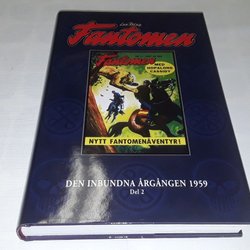 Lee Falk
Fantomen
Fantomen
MED
HOPALONG
CASSIDY
NYTT FANTOMENÄVENTYR!
DEN INBUNDNA ÅRGÅNGEN 1959
Del 2